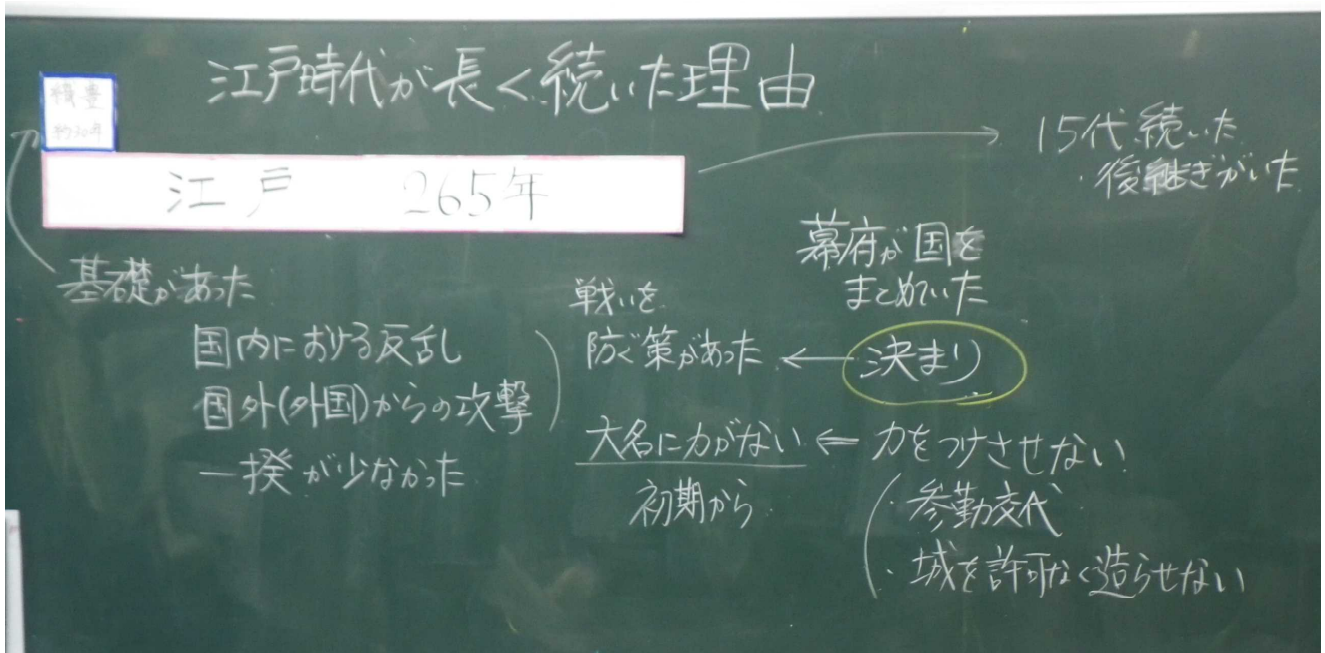 江戸時代が長く続いた理由
織豊
約30年
江戸 265年
15代続いた
・後継ぎがいた
基礎があった
国内における反乱
国外(外国)からの攻撃
一揆が少なかった
戦いを
防ぐ策があった
幕府が国を
まとめていた
← 決まり
大名に力がない ← 力をつけさせない
初期から
・参勤交代
・城を許可なく造らせない